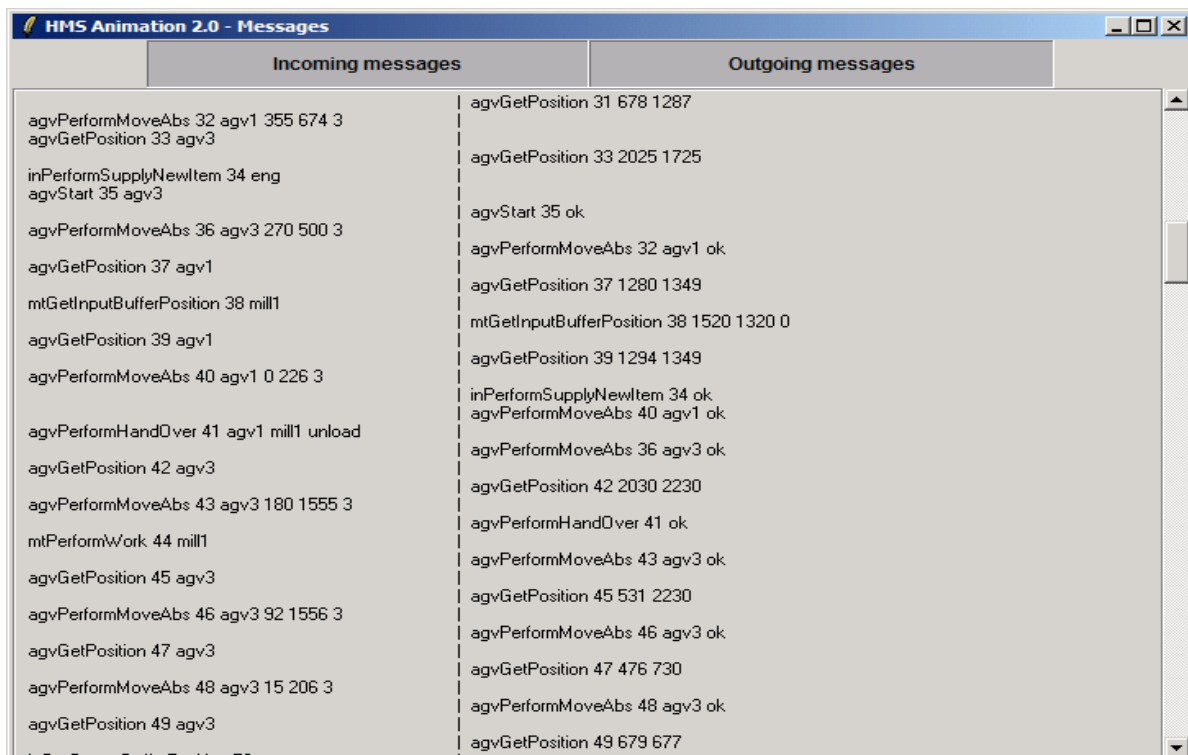 HMS Animation 2.0 - Messages
Incoming messages
Outgoing messages
agvGetPosition 31 678 1287
agvPerformMoveAbs 32 agv1 355 674 3
agvGetPosition 33 agv3
agvGetPosition 33 2025 1725
inPerformSupplyNewItem 34 eng
agvStart 35 agv3
agvStart 35 ok
agvPerformMoveAbs 36 agv3 270 500 3
agvPerformMoveAbs 32 agv1 ok
agvGetPosition 37 agv1
agvGetPosition 37 1280 1349
mtGetInputBufferPosition 38 mill1
mtGetInputBufferPosition 38 1520 1320 0
agvGetPosition 39 agv1
agvGetPosition 39 1294 1349
agvPerformMoveAbs 40 agv1 0 226 3
inPerformSupplyNewItem 34 ok
agvPerformMoveAbs 40 agv1 ok
agvPerformHandOver 41 agv1 mill1 unload
agvPerformMoveAbs 36 agv3 ok
agvGetPosition 42 agv3
agvGetPosition 42 2030 2230
agvPerformMoveAbs 43 agv3 180 1555 3
agvPerformHandOver 41 ok
mtPerformWork 44 mill1
agvPerformMoveAbs 43 agv3 ok
agvGetPosition 45 agv3
agvGetPosition 45 531 2230
agvPerformMoveAbs 46 agv3 92 1556 3
agvPerformMoveAbs 46 agv3 ok
agvGetPosition 47 agv3
agvGetPosition 47 476 730
agvPerformMoveAbs 48 agv3 15 206 3
agvPerformMoveAbs 48 agv3 ok
agvGetPosition 49 agv3
agvGetPosition 49 679 677